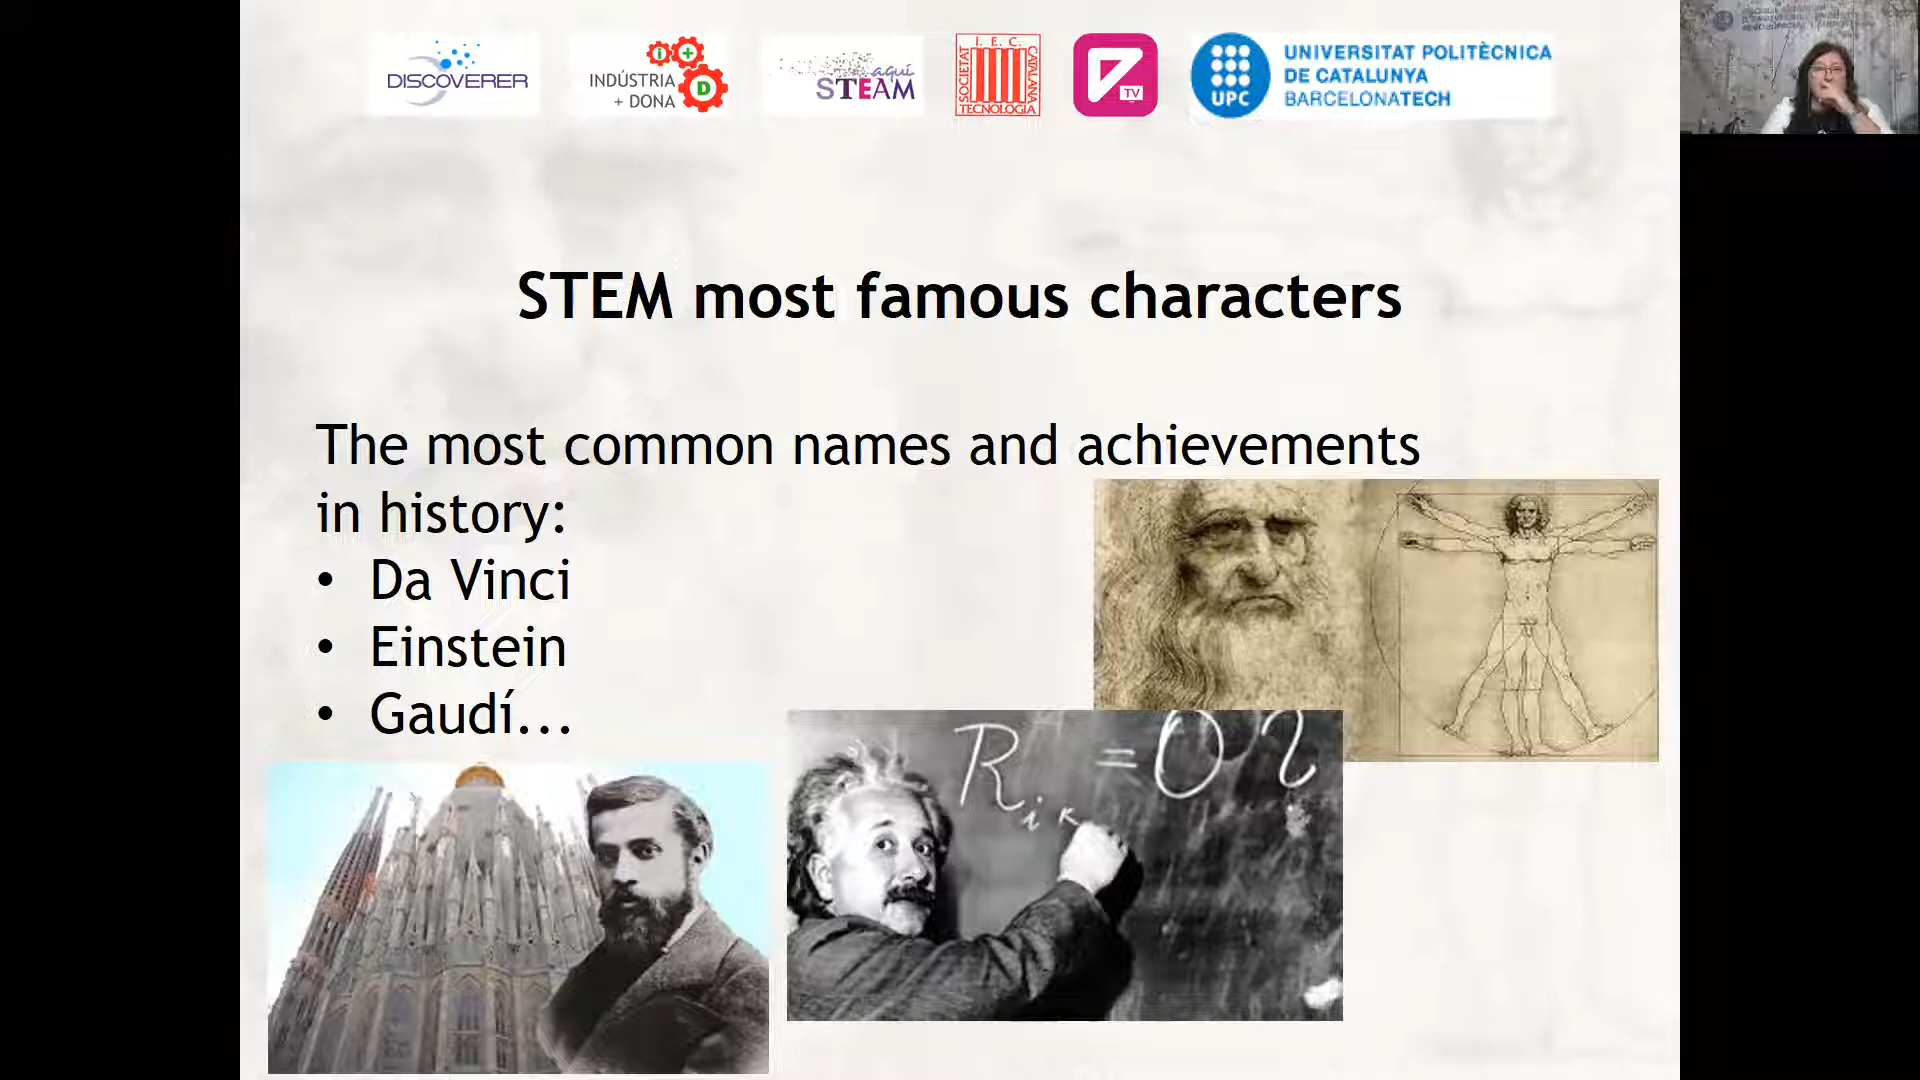 DISCOVERER
INDÚSTRIA
+ DONA
i
+
D
aquí
STEAM
I. E. C.
SOCIETAT
CATALANA
TECNOLOGIA
TV
UPC
UNIVERSITAT POLITÈCNICA
DE CATALUNYA
BARCELONATECH
STEM most famous characters
The most common names and achievements
in history:
• Da Vinci
• Einstein
• Gaudí...
R i κ = 0